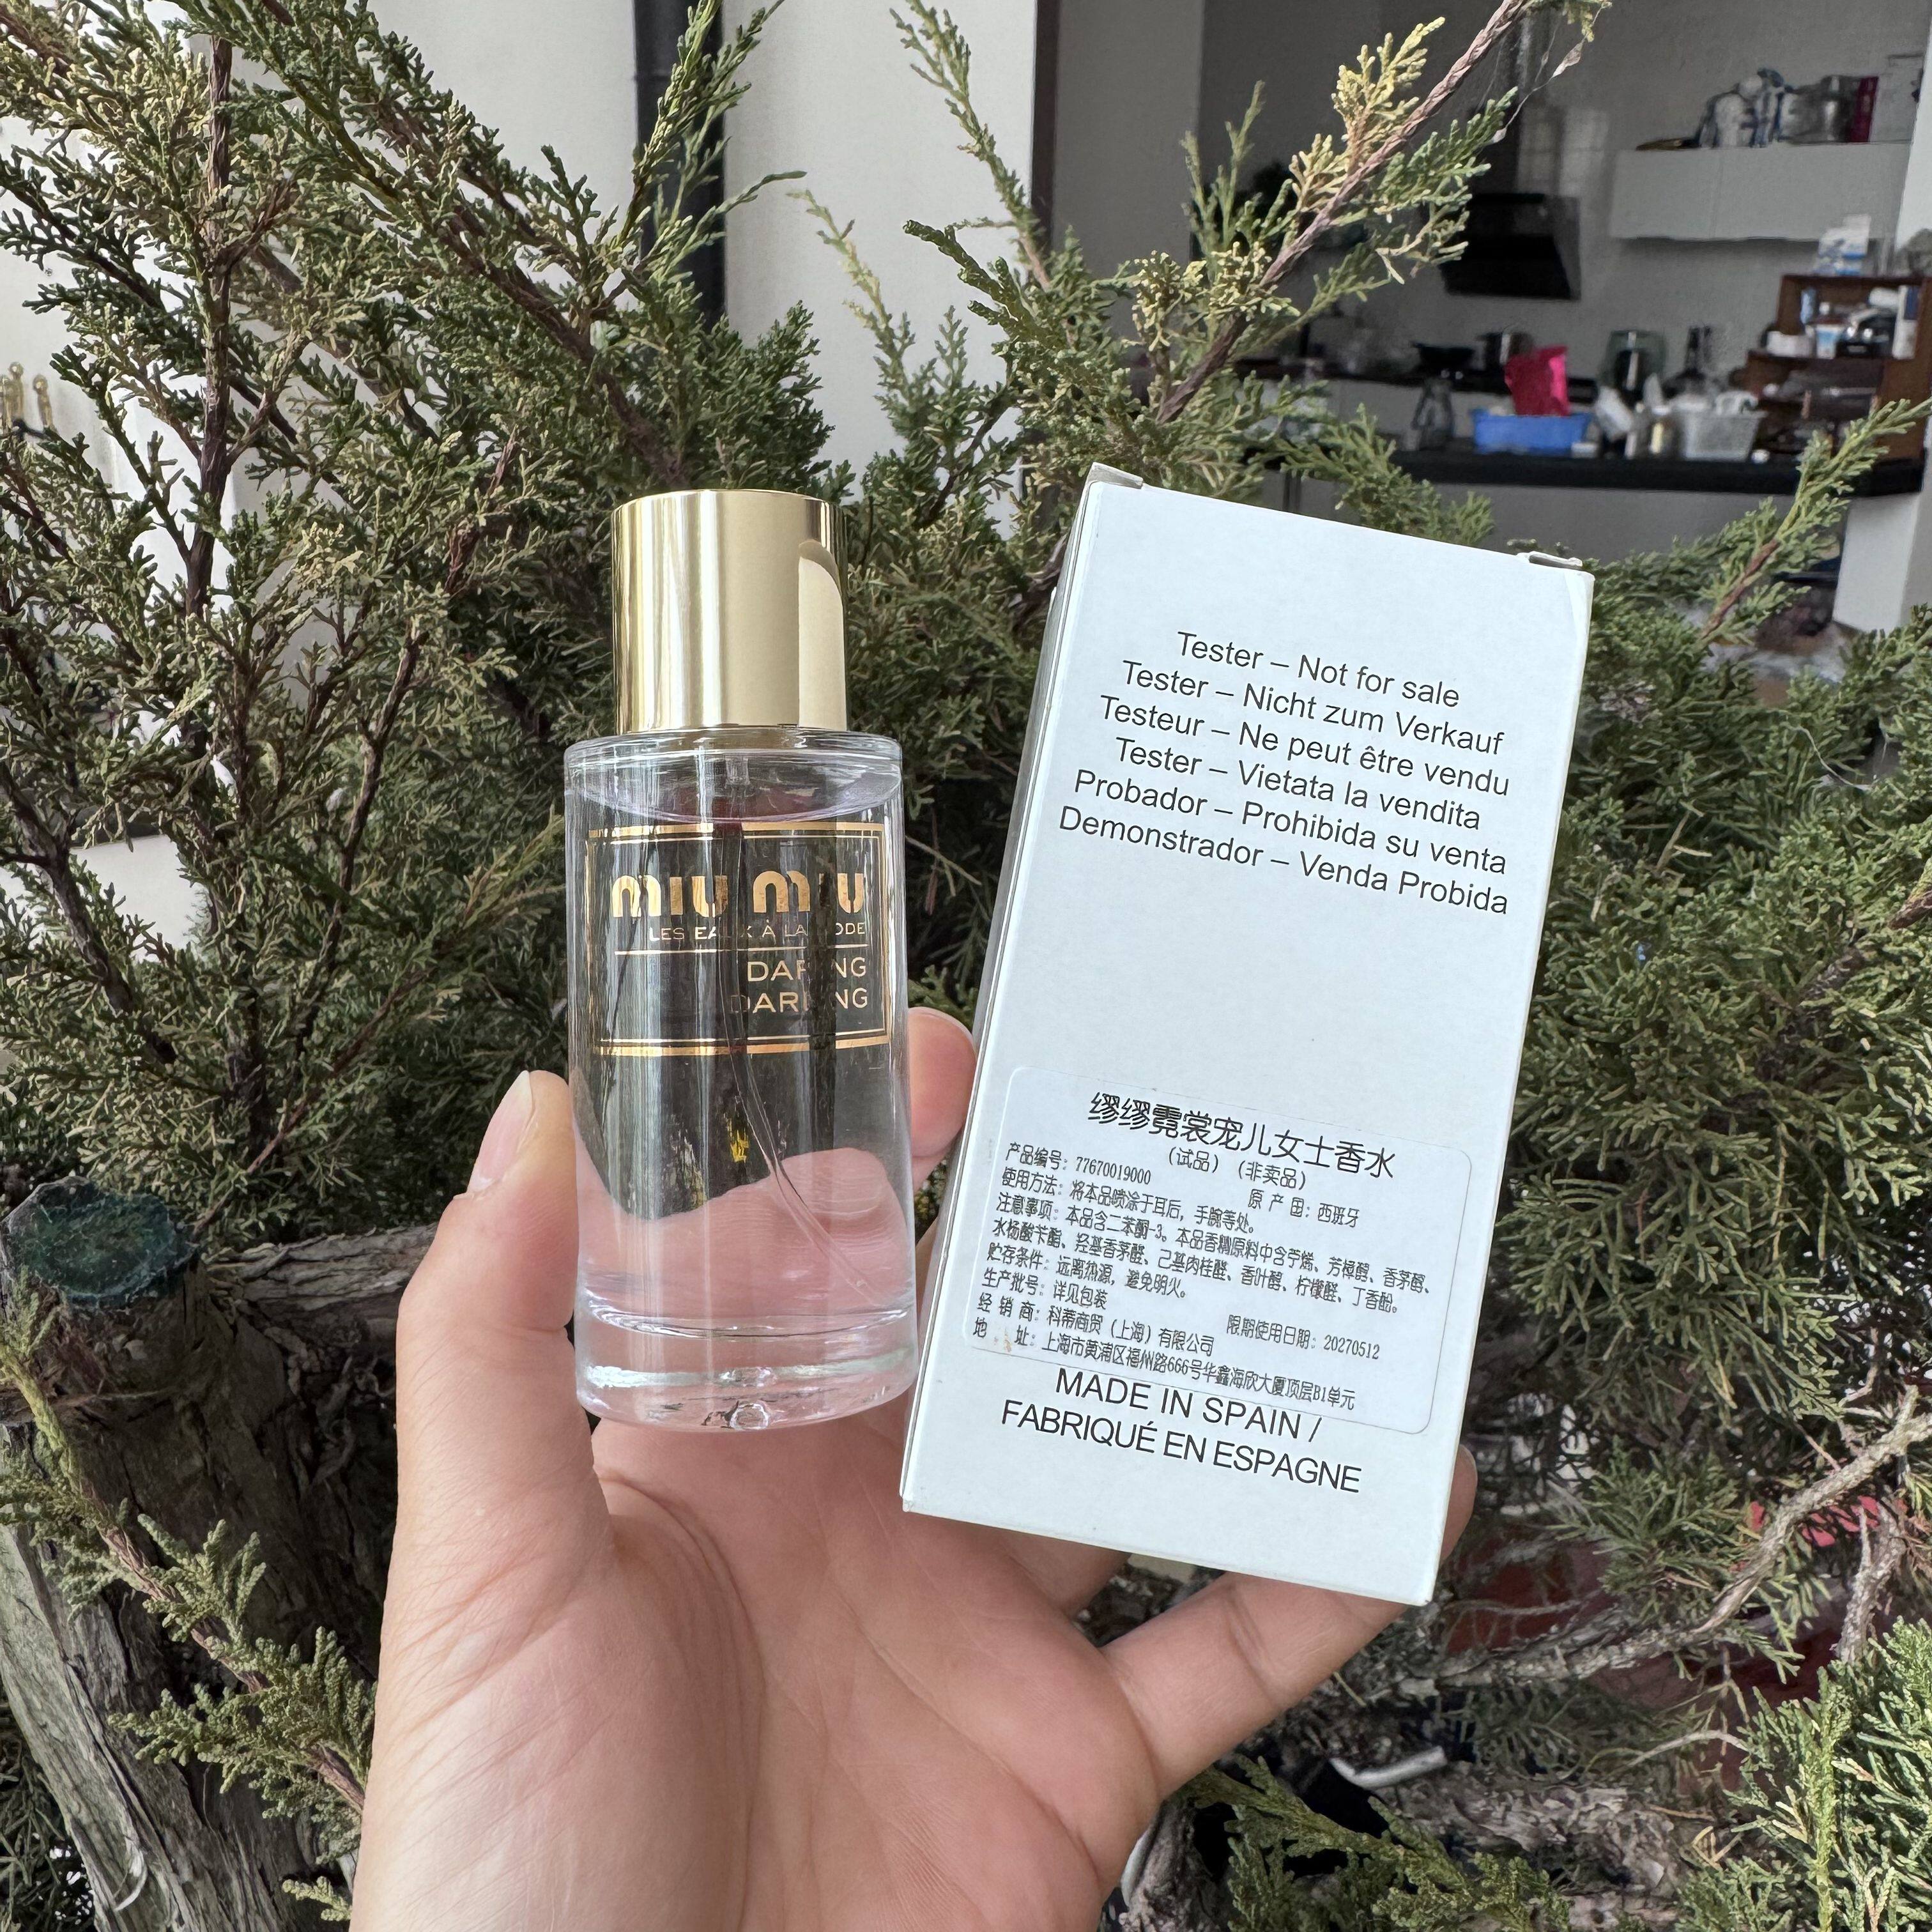 miu miu
LES EAUX À LA MODE
DARING
DARLING
Tester – Not for sale
Tester – Nicht zum Verkauf
Testeur – Ne peut être vendu
Tester – Vietata la vendita
Probador – Prohibida su venta
Demonstrador – Venda Probida
缪缪霓裳宠儿女士香水
(试品) (非卖品)
产品编号: 77670019000 原 产 国: 西班牙
使用方法: 将本品喷涂于耳后, 手腕等处。
注意事项: 本品含二苯酮-3。本品香精原料中含苧烯、芳樟醇、香茅醇、
水杨酸苄酯、羟基香茅醛、己基肉桂醛、香叶醇、柠檬醛、丁香酚。
贮存条件: 远离热源, 避免明火。
生产批号: 详见包装 限期使用日期: 20270512
经 销 商: 科蒂商贸 (上海) 有限公司
地 址: 上海市黄浦区福州路666号华鑫海欣大厦顶层B1单元
MADE IN SPAIN /
FABRIQUÉ EN ESPAGNE